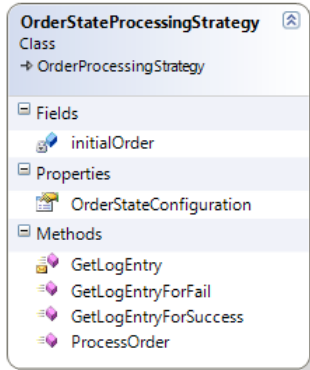 OrderStateProcessingStrategy
Class
OrderProcessingStrategy
Fields
initialOrder
Properties
OrderStateConfiguration
Methods
GetLogEntry
GetLogEntryForFail
GetLogEntryForSuccess
ProcessOrder